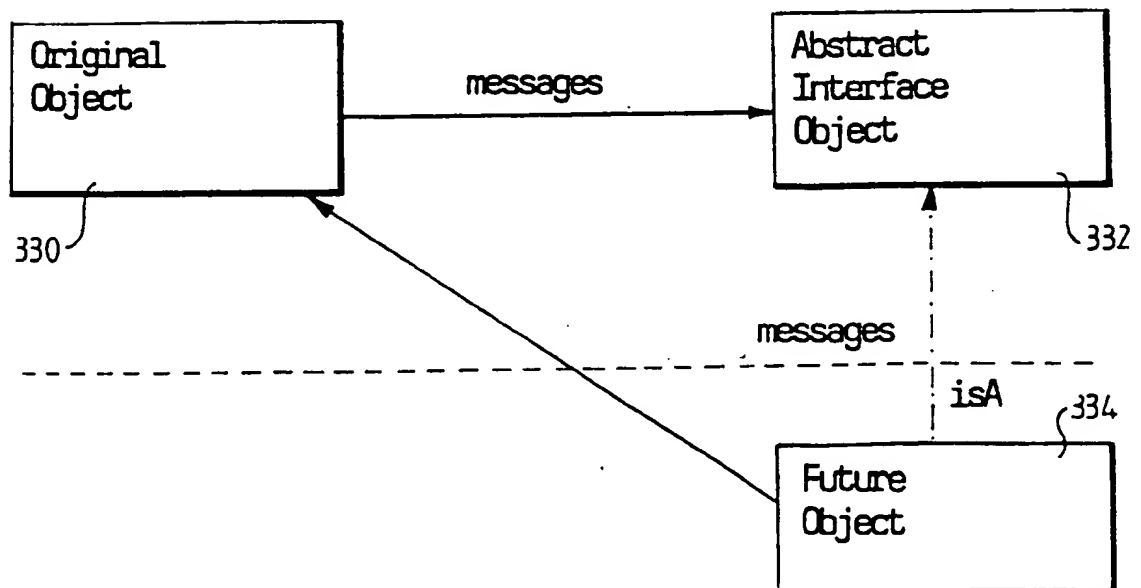 Original
Object
messages
Abstract
Interface
Object
330
332
messages
isA
334
Future
Object